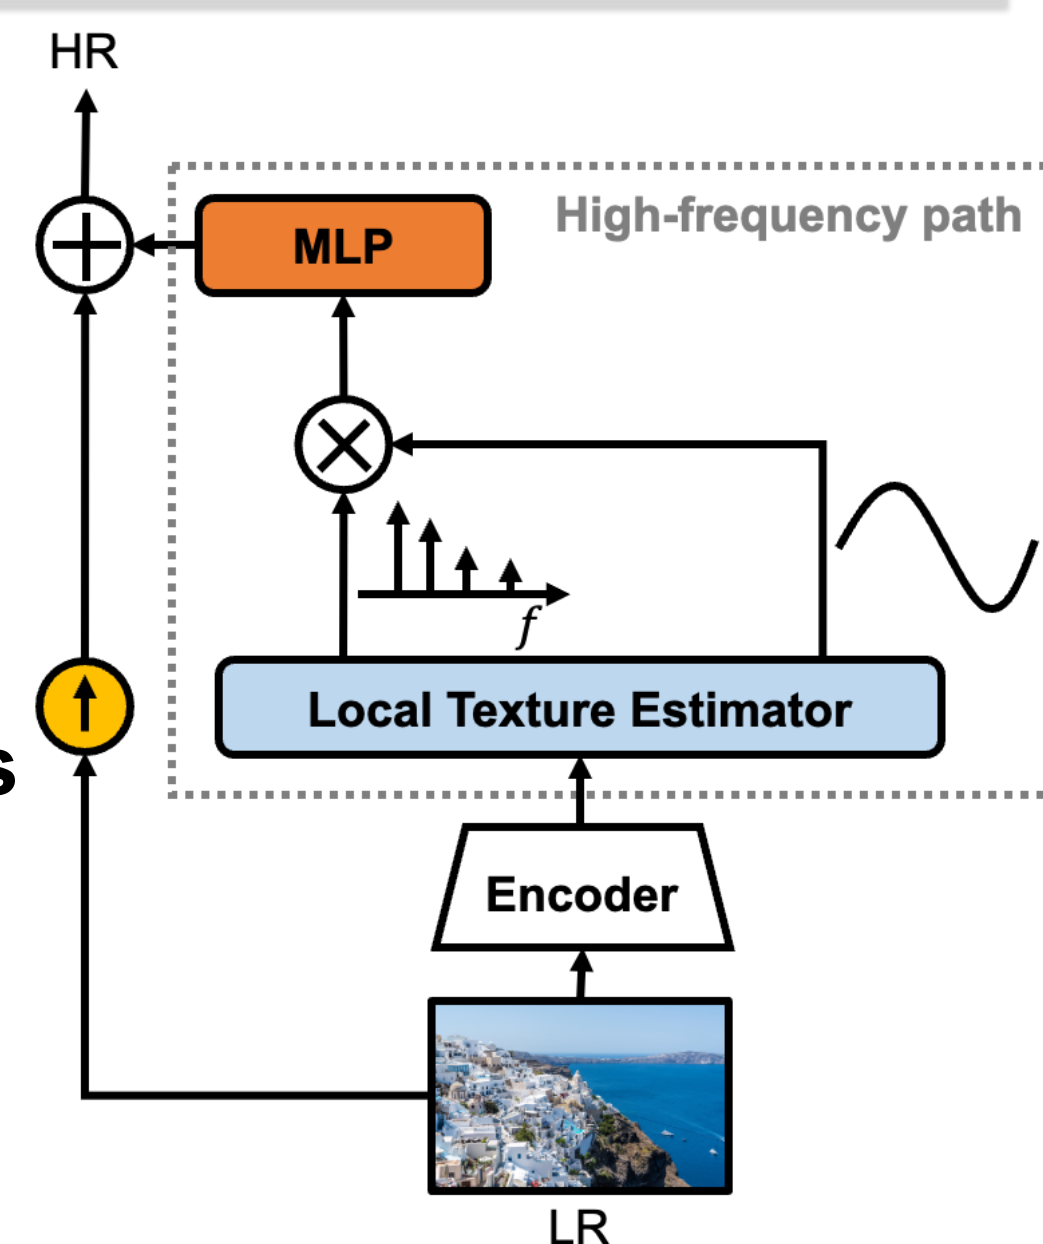 HR
High-frequency path
MLP
f
Local Texture Estimator
s
Encoder
LR